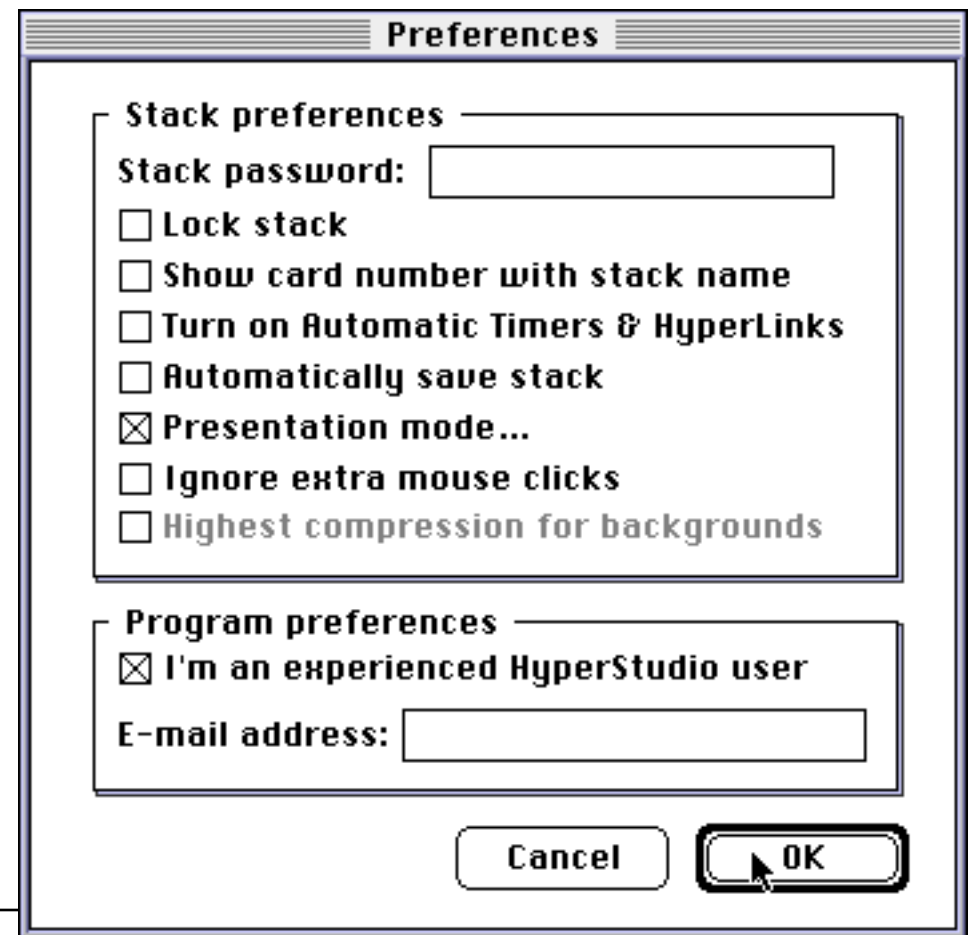 Preferences
Stack preferences
Stack password:
Lock stack
Show card number with stack name
Turn on Automatic Timers & HyperLinks
Automatically save stack
Presentation mode...
Ignore extra mouse clicks
Highest compression for backgrounds
Program preferences
I'm an experienced HyperStudio user
E-mail address:
Cancel OK